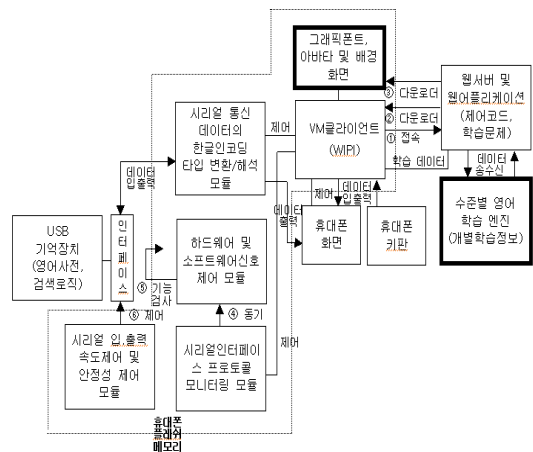 그래픽폰트,
아바타 및 배경
화면
③ 다운로더
웹서버 및
웹어플리케이션
(제어코드,
학습문제)
② 다운로더
① 접속
시리얼 통신
데이터의
한글인코딩
타입 변환/해석
모듈
제어
VM클라이언트
(WIPI)
학습 데이터
데이터
송수신
데이터
입출력
제어
데이터
입출력
데이터
출력
휴대폰
화면
휴대폰
키판
수준별 영어
학습 엔진
(개별학습정보)
USB
기억장치
(영어사전,
검색로직)
인터페이스
하드웨어 및
소프트웨어신호
제어 모듈
⑤ 기능
검사
⑥ 제어
④ 동기
제어
시리얼 입,출력
속도제어 및
안정성 제어
모듈
시리얼인터페이
스 프로토콜
모니터링 모듈
휴대폰
플래쉬
메모리